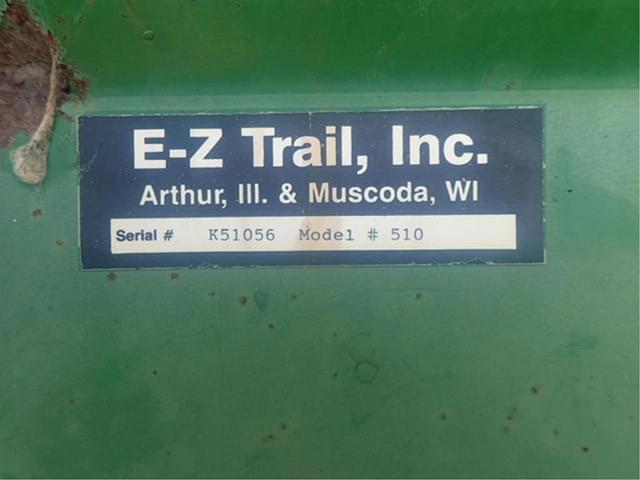 E-Z Trail, Inc.
Arthur, Ill. & Muscoda, WI
Serial # K51056 Model # 510